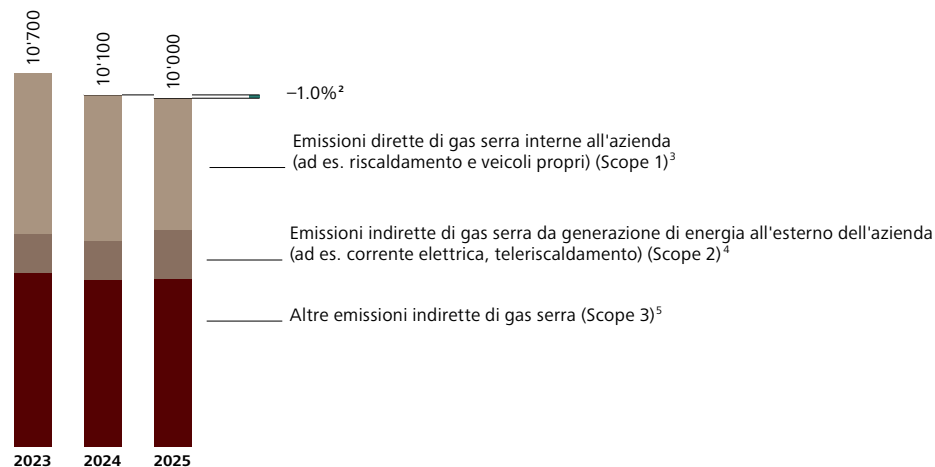 10'700
10'100
10'000
−1.0%²
Emissioni dirette di gas serra interne all'azienda
(ad es. riscaldamento e veicoli propri) (Scope 1)³
Emissioni indirette di gas serra da generazione di energia all'esterno dell'azienda
(ad es. corrente elettrica, teleriscaldamento) (Scope 2)⁴
Altre emissioni indirette di gas serra (Scope 3)⁵
2023 2024 2025